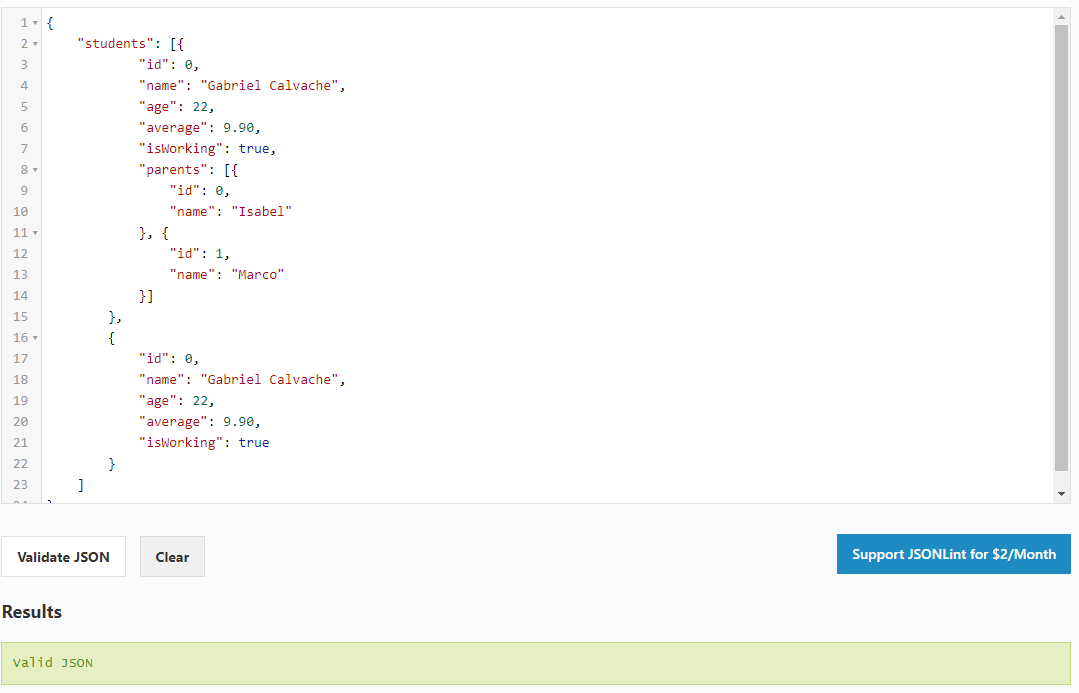 1 {
2 "students": [{
3 "id": 0,
4 "name": "Gabriel Calvache",
5 "age": 22,
6 "average": 9.90,
7 "isWorking": true,
8 "parents": [{
9 "id": 0,
10 "name": "Isabel"
11 }, {
12 "id": 1,
13 "name": "Marco"
14 }]
15 },
16 {
17 "id": 0,
18 "name": "Gabriel Calvache",
19 "age": 22,
20 "average": 9.90,
21 "isWorking": true
22 }
23 ]
Validate JSON Clear Support JSONLint for $2/Month
Results
Valid JSON